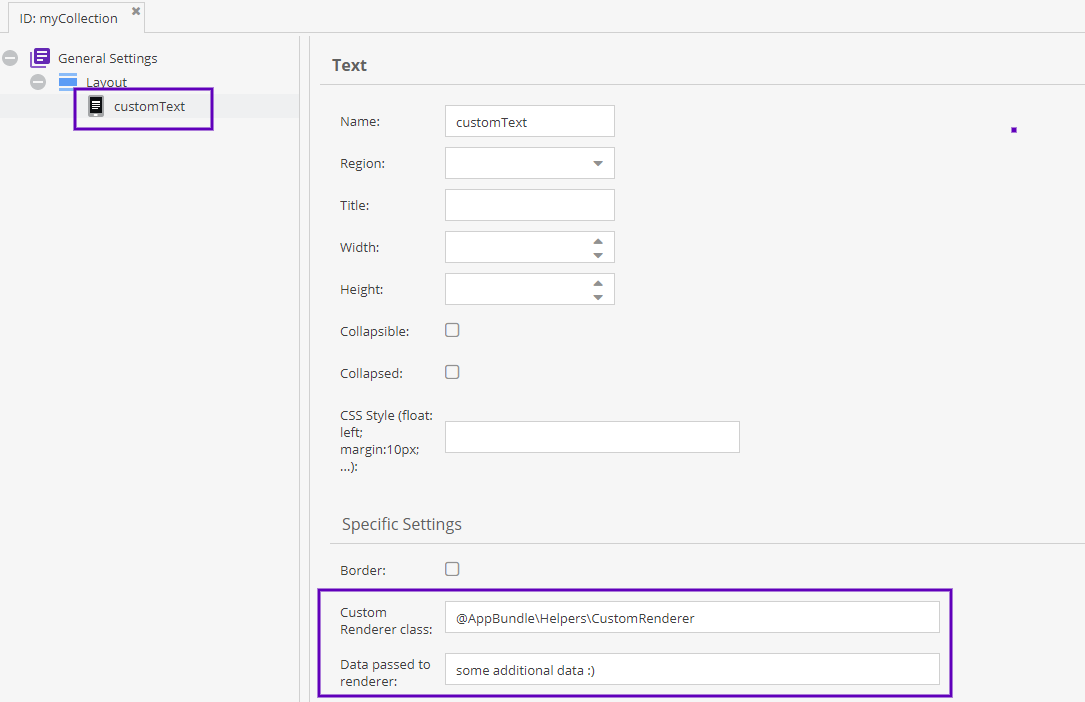 ID: myCollection
General Settings
Layout
customText
Text
Name:
customText
Region:
Title:
Width:
Height:
Collapsible:
Collapsed:
CSS Style (float:
left;
margin:10px;
...):
Specific Settings
Border:
Custom
Renderer class:
@AppBundle\Helpers\CustomRenderer
Data passed to
renderer:
some additional data :)